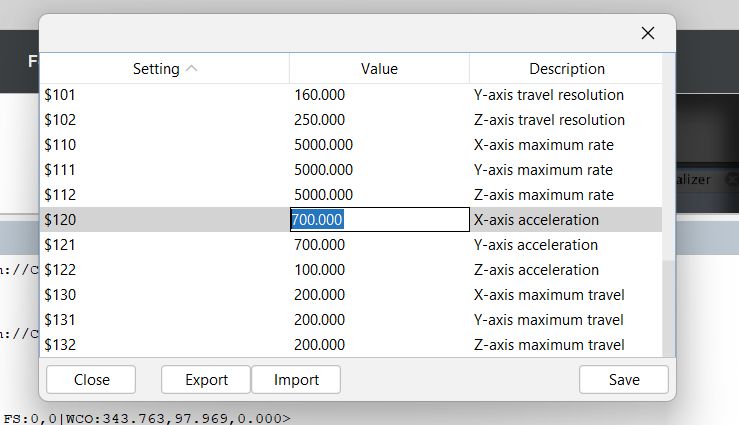 F
Setting Value Description
$101 160.000 Y-axis travel resolution
$102 250.000 Z-axis travel resolution
$110 5000.000 X-axis maximum rate
$111 5000.000 Y-axis maximum rate
$112 5000.000 Z-axis maximum rate
alizer
$120 700.000 X-axis acceleration
$121 700.000 Y-axis acceleration
$122 100.000 Z-axis acceleration
n://C
$130 200.000 X-axis maximum travel
$131 200.000 Y-axis maximum travel
n://C
$132 200.000 Z-axis maximum travel
Close Export Import Save
FS:0,0|WCO:343.763,97.969,0.000>